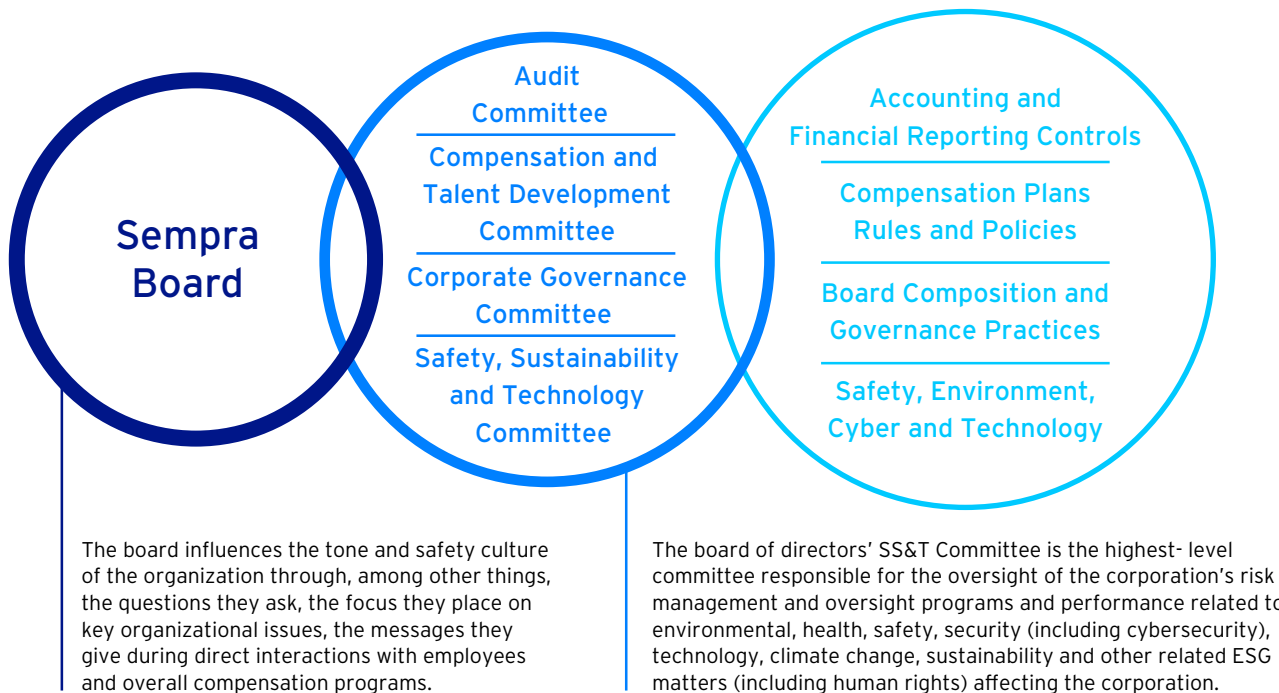 Sempra
Board
Audit
Committee
Compensation and
Talent Development
Committee
Corporate Governance
Committee
Safety, Sustainability
and Technology
Committee
Accounting and
Financial Reporting Controls
Compensation Plans
Rules and Policies
Board Composition and
Governance Practices
Safety, Environment,
Cyber and Technology
The board influences the tone and safety culture
of the organization through, among other things,
the questions they ask, the focus they place on
key organizational issues, the messages they
give during direct interactions with employees
and overall compensation programs.
The board of directors’ SS&T Committee is the highest- level
committee responsible for the oversight of the corporation’s risk
management and oversight programs and performance related to
environmental, health, safety, security (including cybersecurity),
technology, climate change, sustainability and other related ESG
matters (including human rights) affecting the corporation.